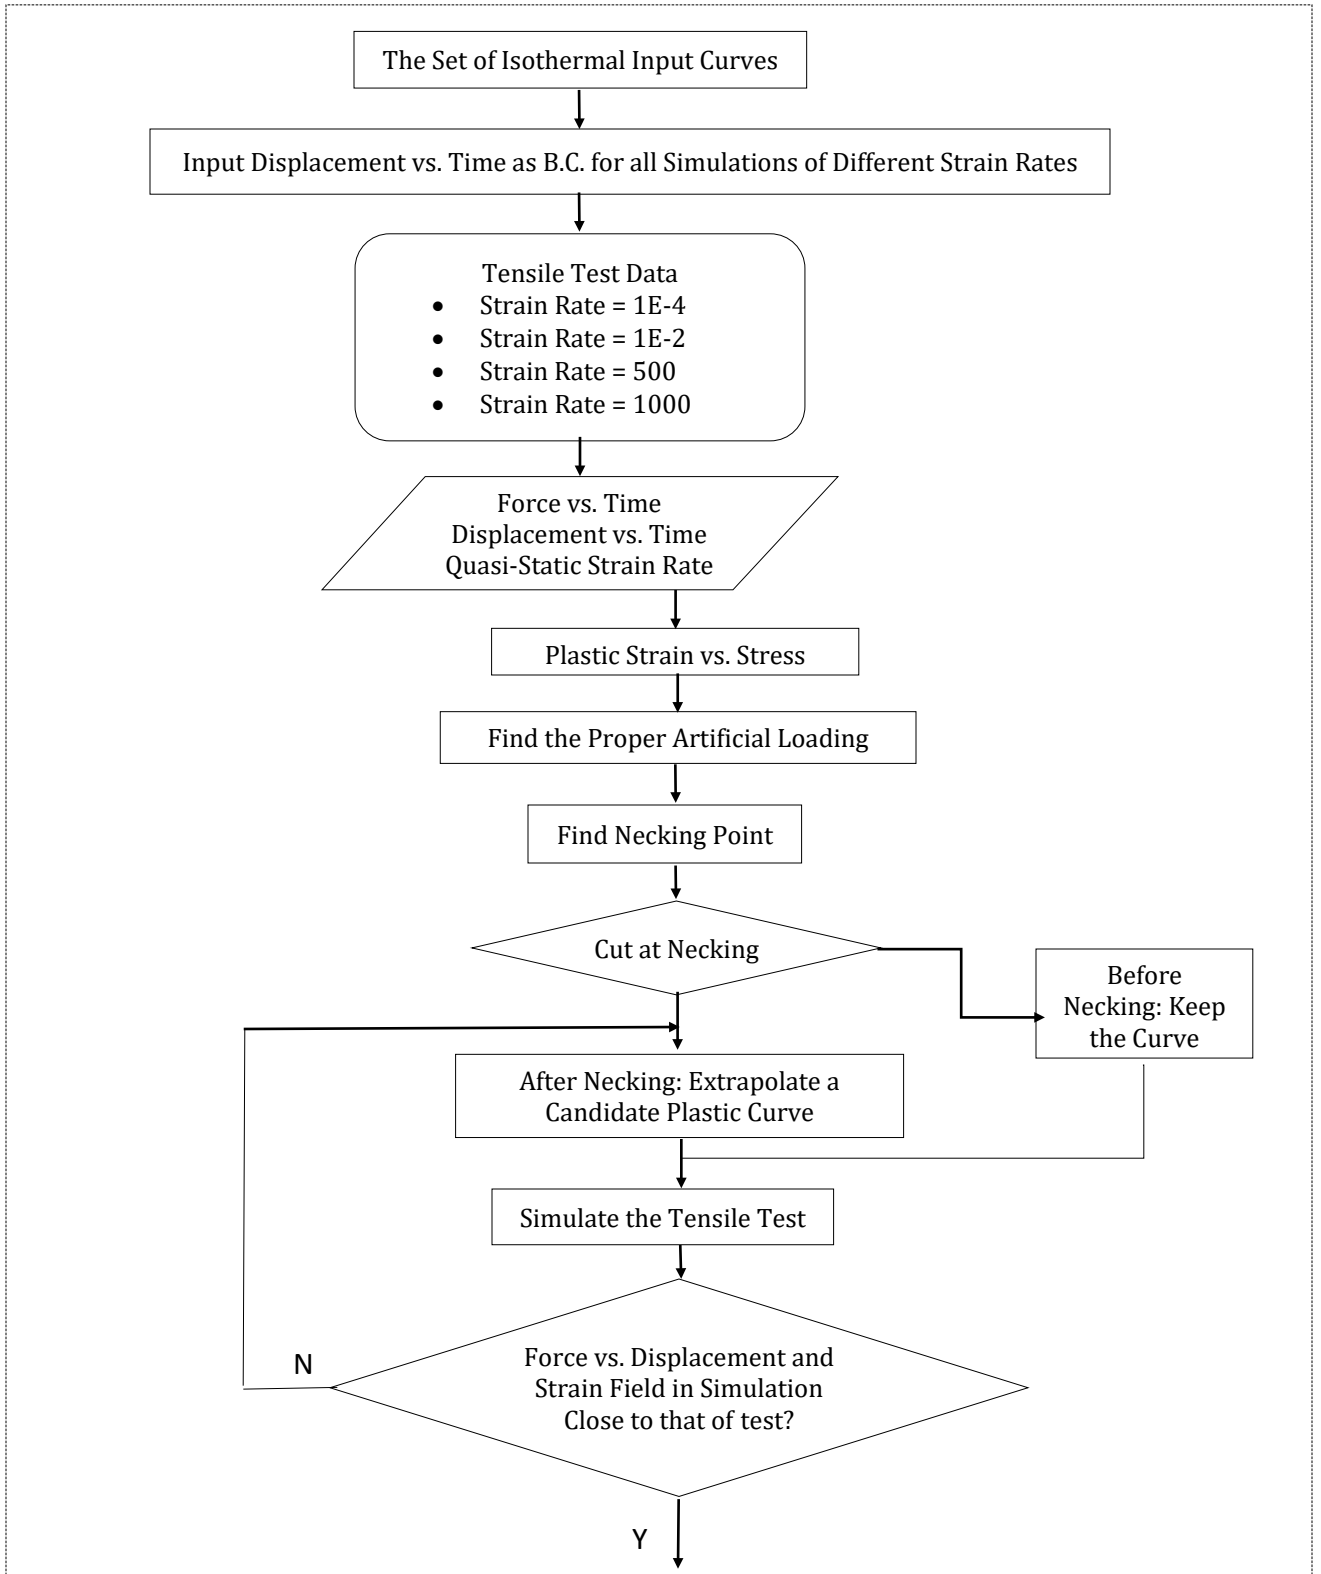 The Set of Isothermal Input Curves
Input Displacement vs. Time as B.C. for all Simulations of Different Strain Rates
Tensile Test Data
• Strain Rate = 1E-4
• Strain Rate = 1E-2
• Strain Rate = 500
• Strain Rate = 1000
Force vs. Time
Displacement vs. Time
Quasi-Static Strain Rate
Plastic Strain vs. Stress
Find the Proper Artificial Loading
Find Necking Point
Cut at Necking
Before
Necking: Keep
the Curve
After Necking: Extrapolate a
Candidate Plastic Curve
Simulate the Tensile Test
Force vs. Displacement and
Strain Field in Simulation
Close to that of test?
N
Y